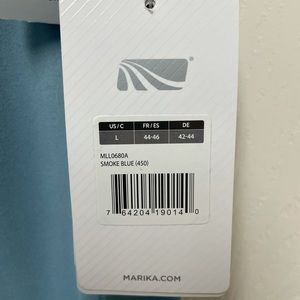 US / C FR / ES DE
L 44-46 42-44
MLL0680A
SMOKE BLUE (450)
7 64204 19014 0
MARIKA.COM